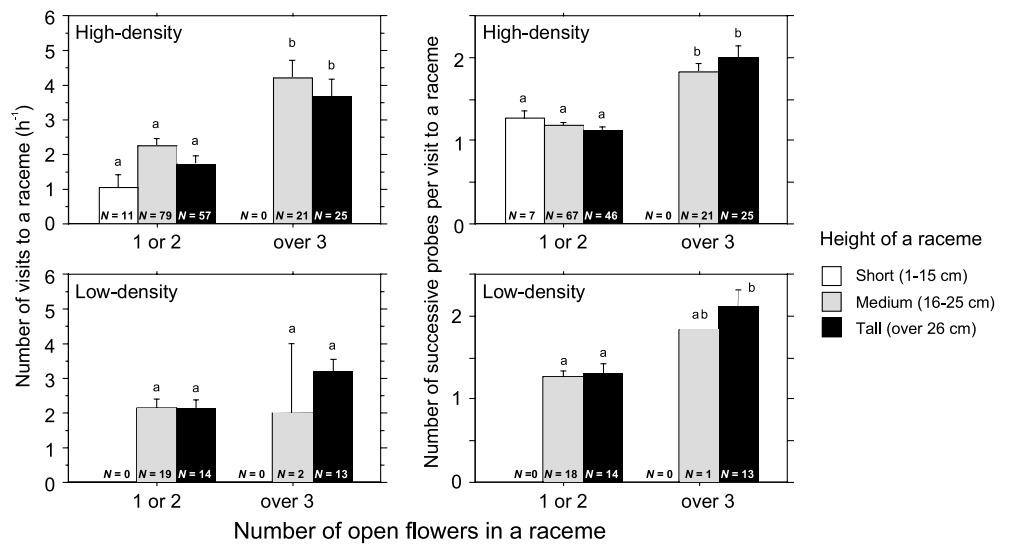 Number of visits to a raceme (h-1)
6
5
4
3
2
1
0
High-density
a
a
a
b
b
N = 11
N = 79
N = 57
N = 0
N = 21
N = 25
1 or 2
over 3
Number of successive probes per visit to a raceme
2
1
0
High-density
a
a
a
b
b
N = 7
N = 67
N = 46
N = 0
N = 21
N = 25
1 or 2
over 3
6
5
4
3
2
1
0
Low-density
a
a
a
a
N = 0
N = 19
N = 14
N = 0
N = 2
N = 13
1 or 2
over 3
2
1
0
Low-density
a
a
ab
b
N =0
N = 18
N = 14
N = 0
N = 1
N = 13
1 or 2
over 3
Number of open flowers in a raceme
Height of a raceme
Short (1-15 cm)
Medium (16-25 cm)
Tall (over 26 cm)